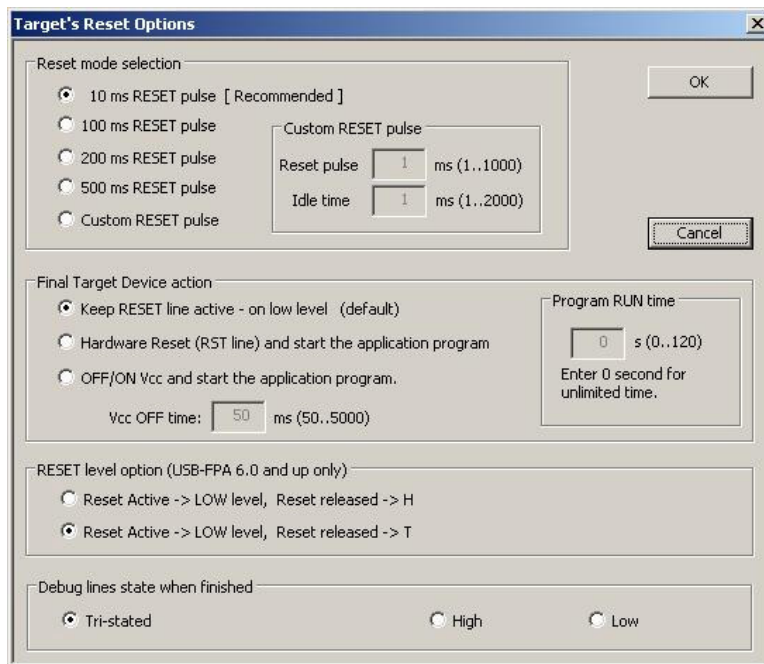 Target's Reset Options
Reset mode selection
10 ms RESET pulse [ Recommended ]
100 ms RESET pulse
200 ms RESET pulse
500 ms RESET pulse
Custom RESET pulse
Custom RESET pulse
Reset pulse 1 ms (1..1000)
Idle time 1 ms (1..2000)
OK
Cancel
Final Target Device action
Keep RESET line active - on low level (default)
Hardware Reset (RST line) and start the application program
OFF/ON Vcc and start the application program.
Vcc OFF time: 50 ms (50..5000)
Program RUN time
0 s (0..120)
Enter 0 second for
unlimited time.
RESET level option (USB-FPA 6.0 and up only)
Reset Active -> LOW level, Reset released -> H
Reset Active -> LOW level, Reset released -> T
Debug lines state when finished
Tri-stated High Low